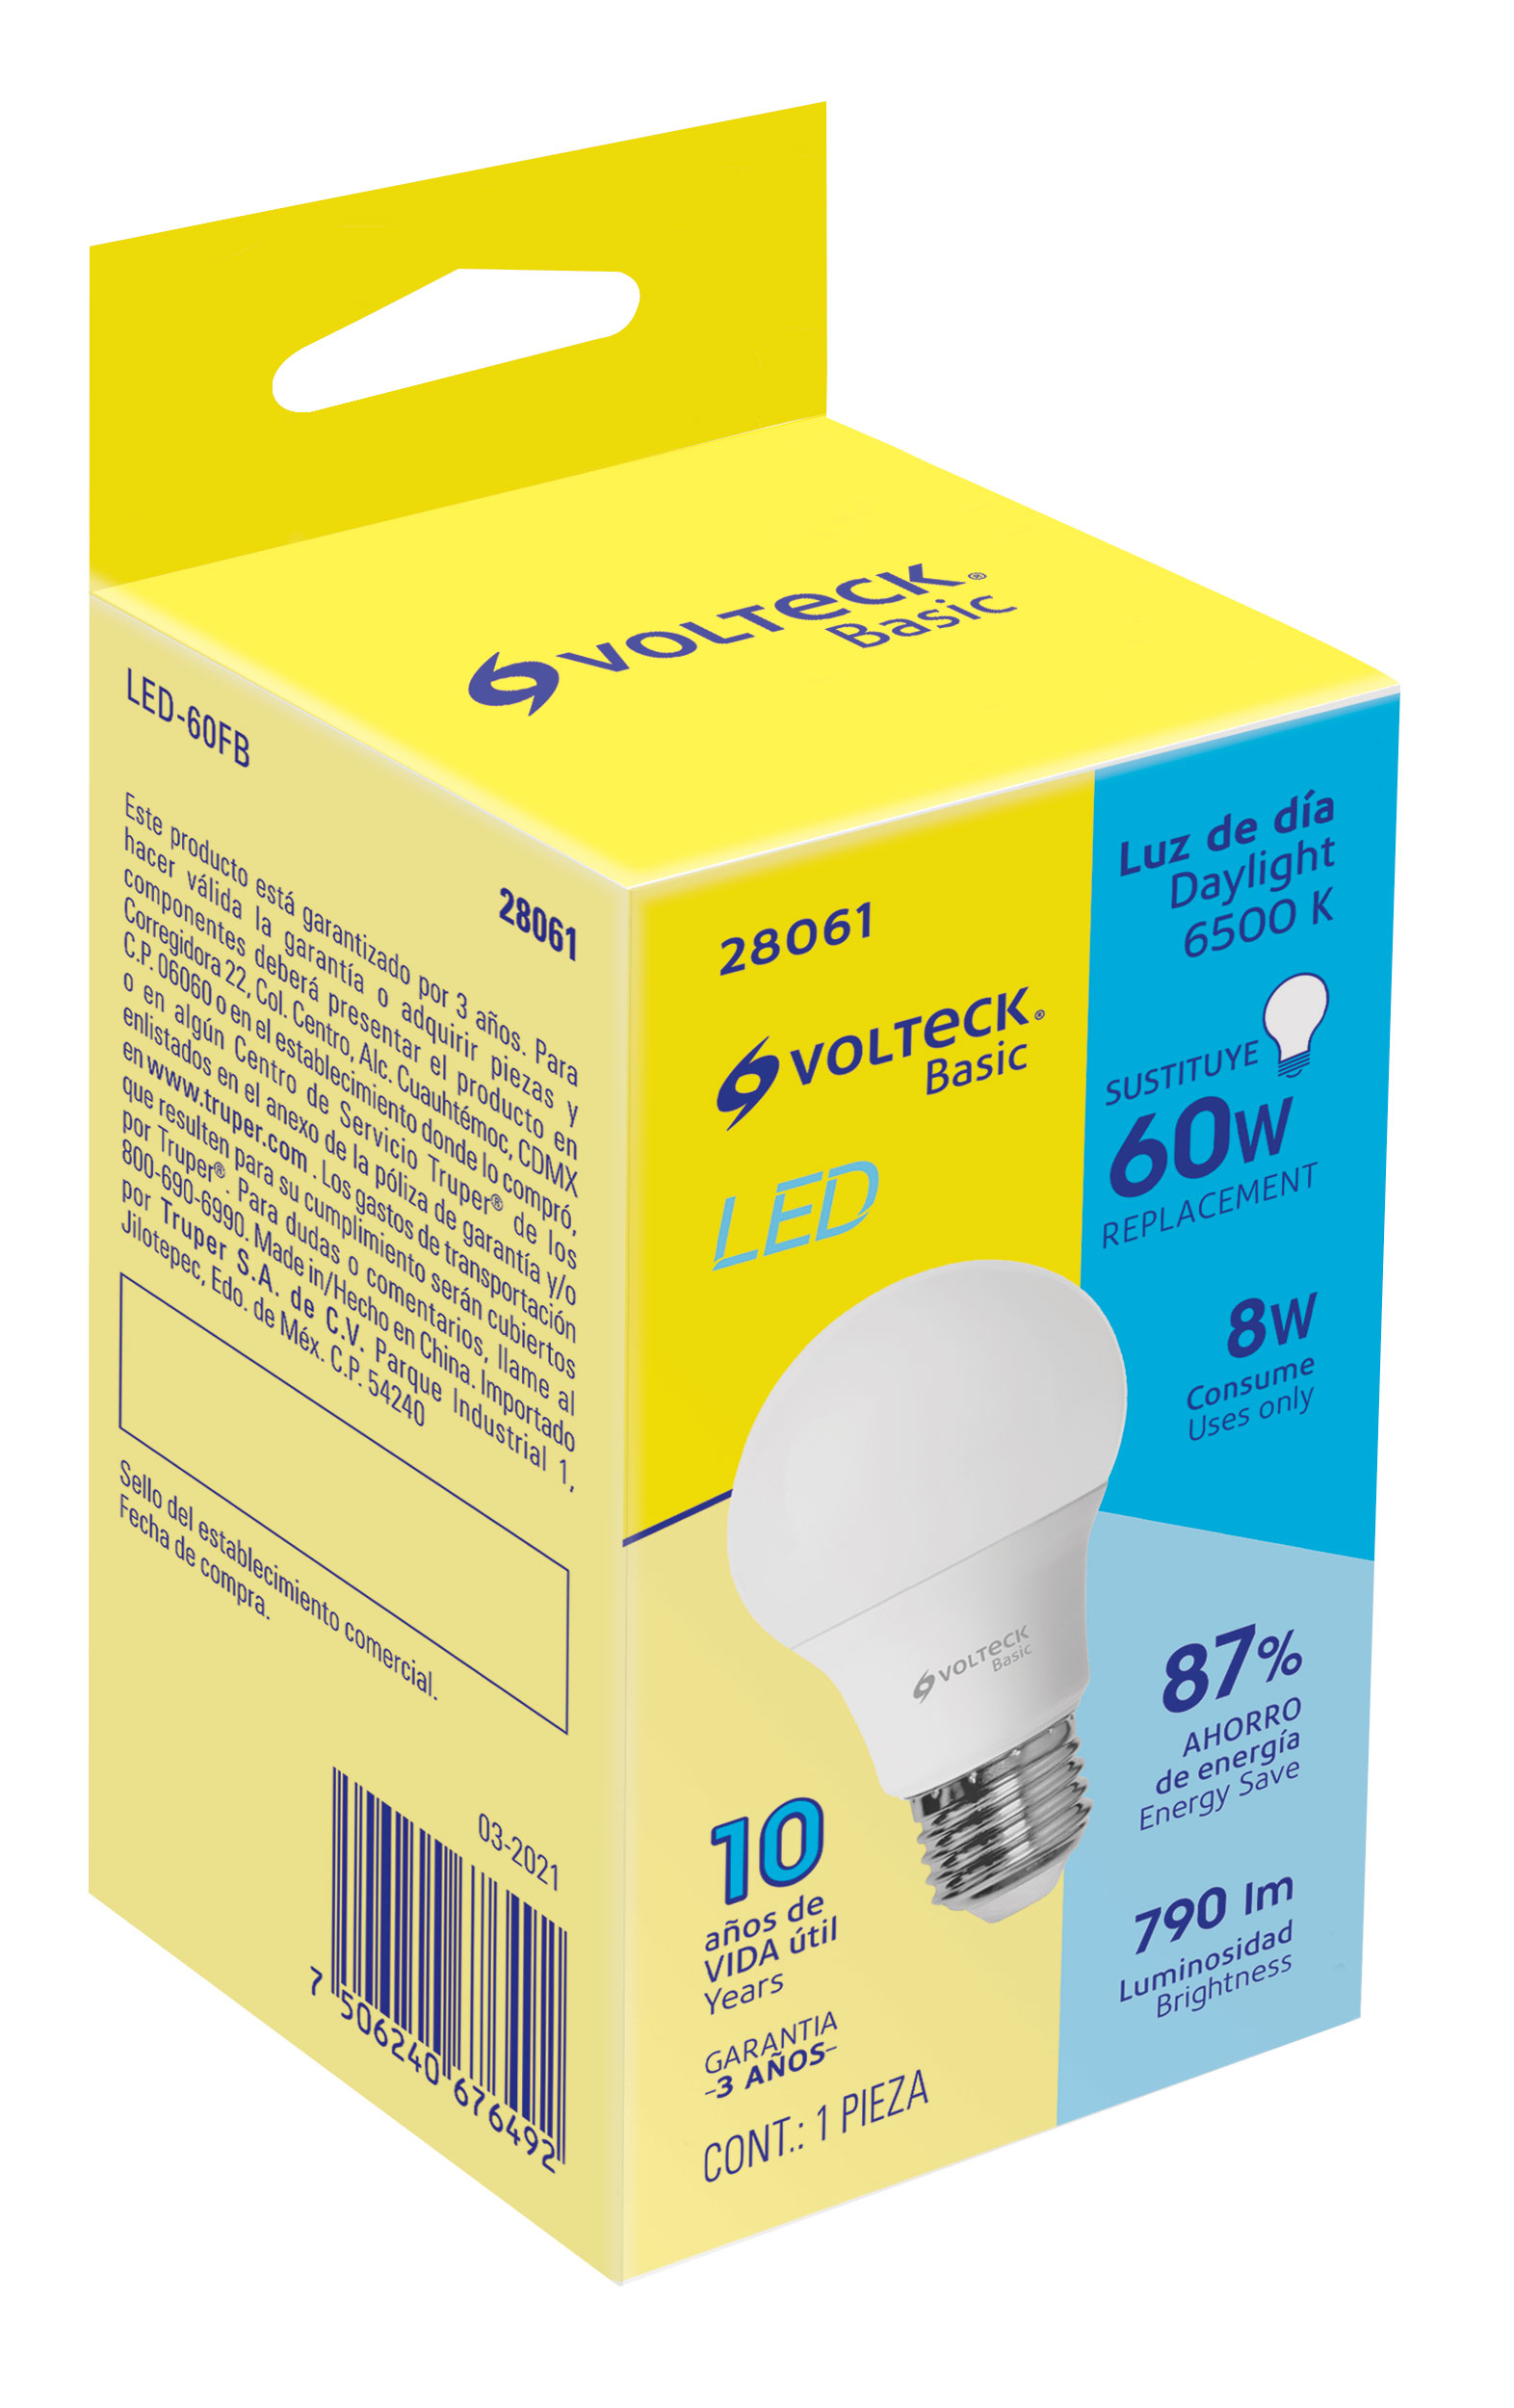 VOLTECK®
Basic
LED-60FB
28061
Este producto está garantizado por 3 años. Para
hacer válida la garantía o adquirir piezas y
componentes deberá presentar el producto en
Corregidora 22, Col. Centro, Alc. Cuauhtémoc, CDMX
C.P. 06060 o en el establecimiento donde lo compró,
o en algún Centro de Servicio Truper® de los
enlistados en el anexo de la póliza de garantía y/o
en www.truper.com . Los gastos de transportación
que resulten para su cumplimiento serán cubiertos
por Truper®. Para dudas o comentarios, llame al
800-690-6990. Made in/Hecho en China. Importado
por Truper S.A. de C.V. Parque Industrial 1,
Jilotepec, Edo. de Méx. C.P. 54240
Sello del establecimiento comercial.
Fecha de compra.
03-2021
7 506240 676492
28061
VOLTECK®
Basic
LED
VOLTECK
Basic
10
años de
VIDA útil
Years
GARANTIA
-3 AÑOS-
CONT.: 1 PIEZA
Luz de día
Daylight
6500 K
SUSTITUYE
60W
REPLACEMENT
8W
Consume
Uses only
87%
AHORRO
de energía
Energy Save
790 lm
Luminosidad
Brightness